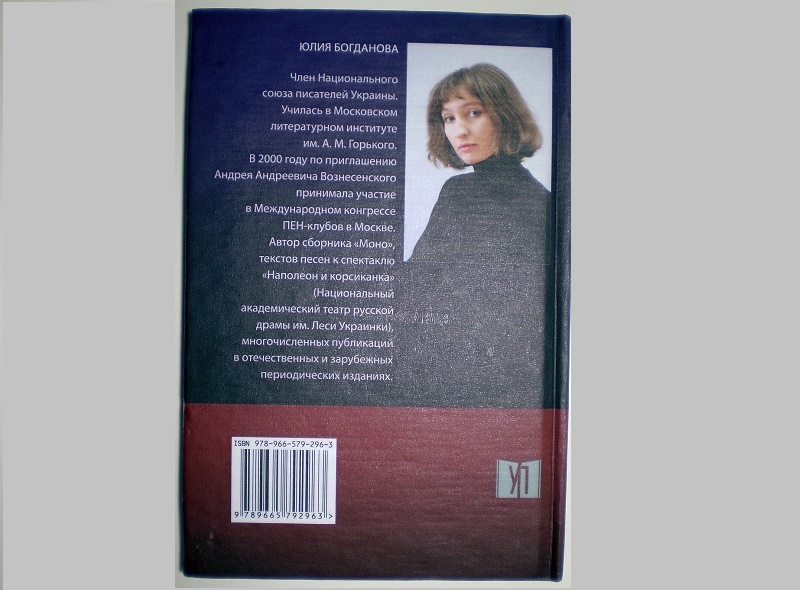 ЮЛИЯ БОГДАНОВА
Член Национального
союза писателей Украины.
Училась в Московском
литературном институте
им. А. М. Горького.
В 2000 году по приглашению
Андрея Андреевича Вознесенского
принимала участие
в Международном конгрессе
ПЕН-клубов в Москве.
Автор сборника «Моно»,
текстов песен к спектаклю
«Наполеон и корсиканка»
(Национальный
академический театр русской
драмы им. Леси Украинки),
многочисленных публикаций
в отечественных и зарубежных
периодических изданиях.
ISBN 978-966-579-296-3
9 789665 792963 >
УП